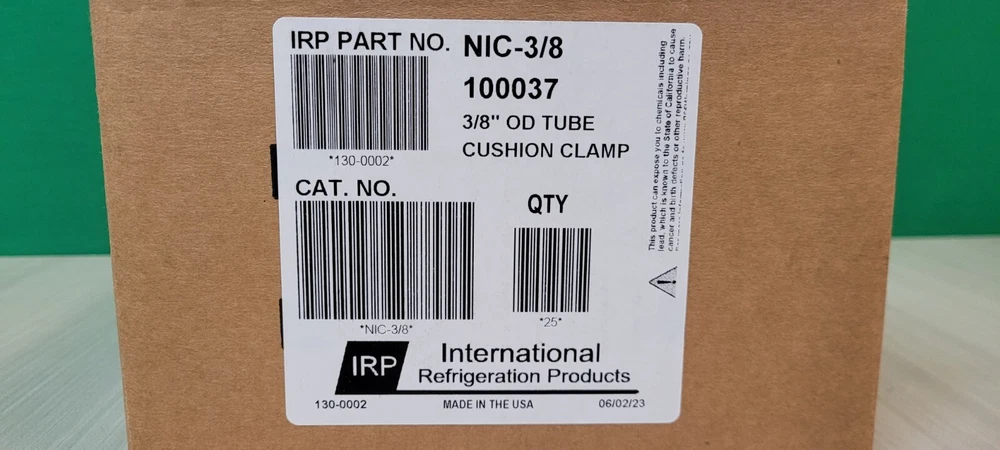 IRP PART NO. NIC-3/8
100037
3/8" OD TUBE
CUSHION CLAMP
*130-0002*
CAT. NO.
QTY
*NIC-3/8*
*25*
IRP International
Refrigeration Products
130-0002 MADE IN THE USA 06/02/23
This product can expose you to chemicals including
lead, which is known to the State of California to cause
cancer and birth defects or other reproductive harm.